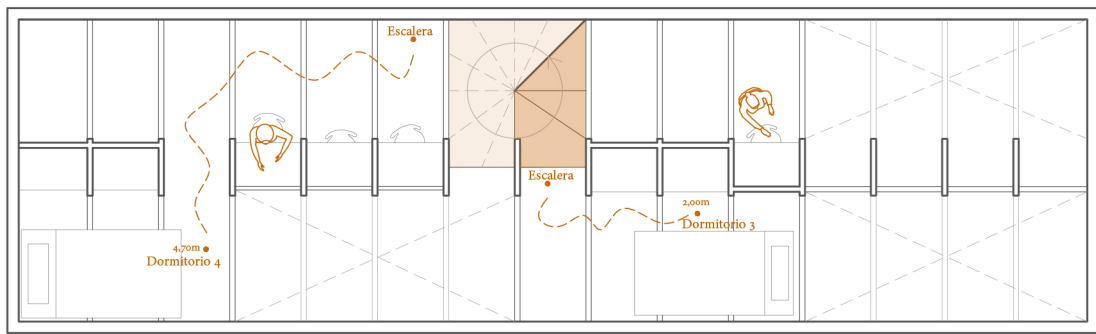 Escalera
Escalera
2,00m
Dormitorio 3
4,70m
Dormitorio 4